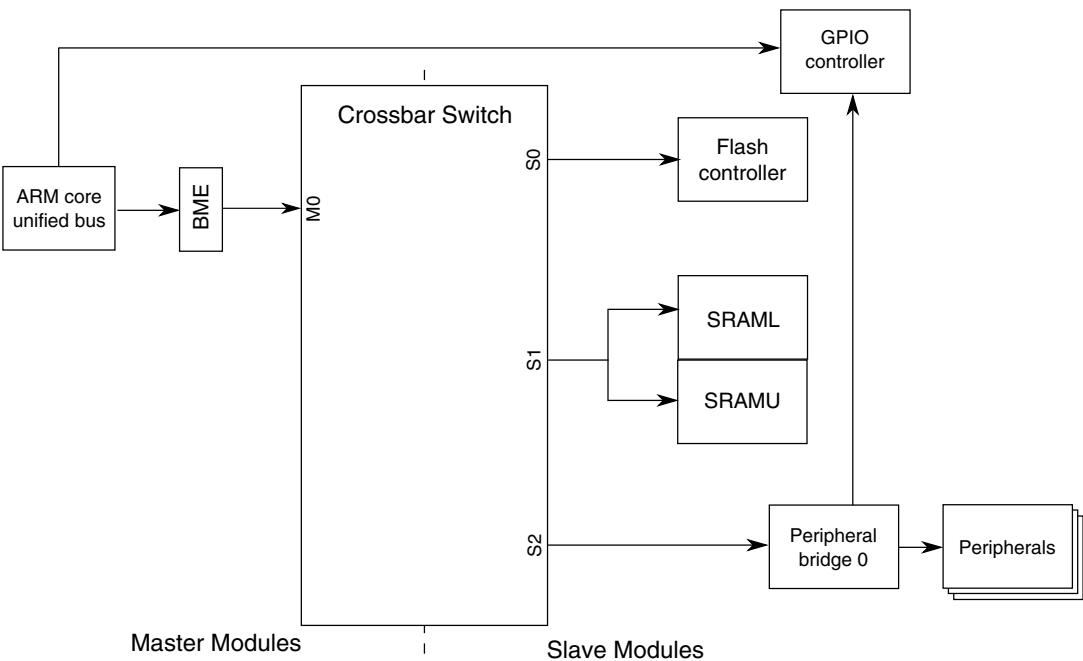 GPIO
controller
Crossbar Switch
S0
Flash
controller
ARM core
unified bus
BME
M0
SRAML
S1
SRAMU
S2
Peripheral
bridge 0
Peripherals
Master Modules
Slave Modules